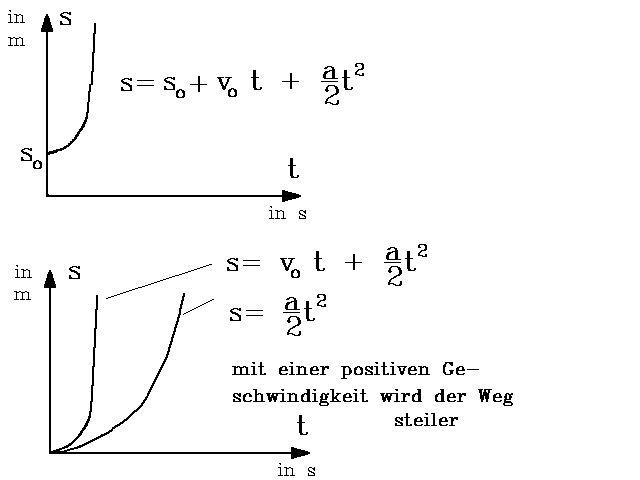 in s
m
s= s₀+ v₀ t + a/2 t²
s₀
t
in s
in s
m
s= v₀ t + a/2 t²
s= a/2 t²
mit einer positiven Ge-
schwindigkeit wird der Weg
steiler
t
in s